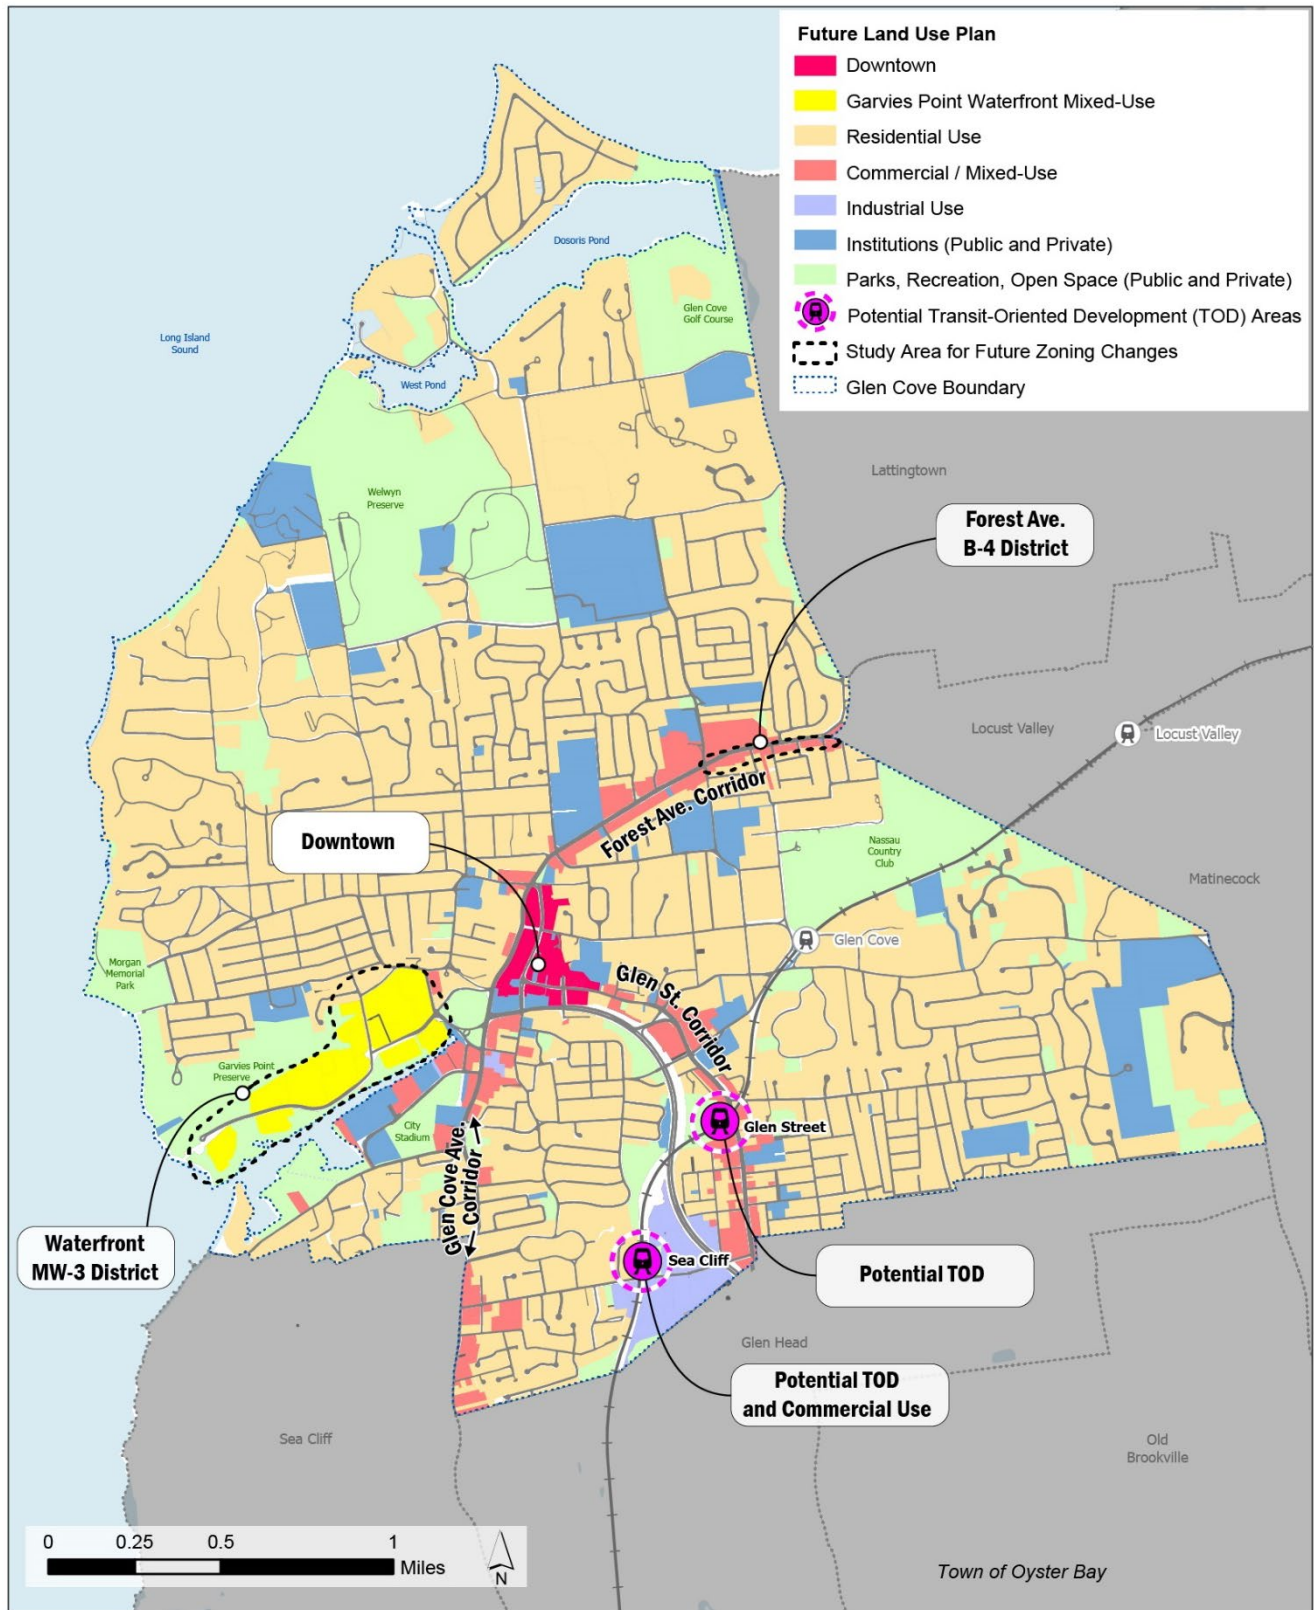 Future Land Use Plan
Downtown
Garvies Point Waterfront Mixed-Use
Residential Use
Commercial / Mixed-Use
Industrial Use
Institutions (Public and Private)
Parks, Recreation, Open Space (Public and Private)
Potential Transit-Oriented Development (TOD) Areas
Study Area for Future Zoning Changes
Glen Cove Boundary
Dosoris Pond
Glen Cove
Golf Course
Long Island
Sound
West Pond
Lattingtown
Welwyn
Preserve
Forest Ave.
B-4 District
Locust Valley
Locust Valley
Forest Ave. Corridor
Downtown
Nassau
Country
Club
Matinecock
Glen Cove
Morgan
Memorial
Park
Glen St. Corridor
Garvies Point
Preserve
City
Stadium
Glen Street
Glen Cove Ave.
Corridor
Waterfront
MW-3 District
Sea Cliff
Potential TOD
Glen Head
Potential TOD
and Commercial Use
Sea Cliff
Old
Brookville
0 0.25 0.5 1
Miles
N
Town of Oyster Bay